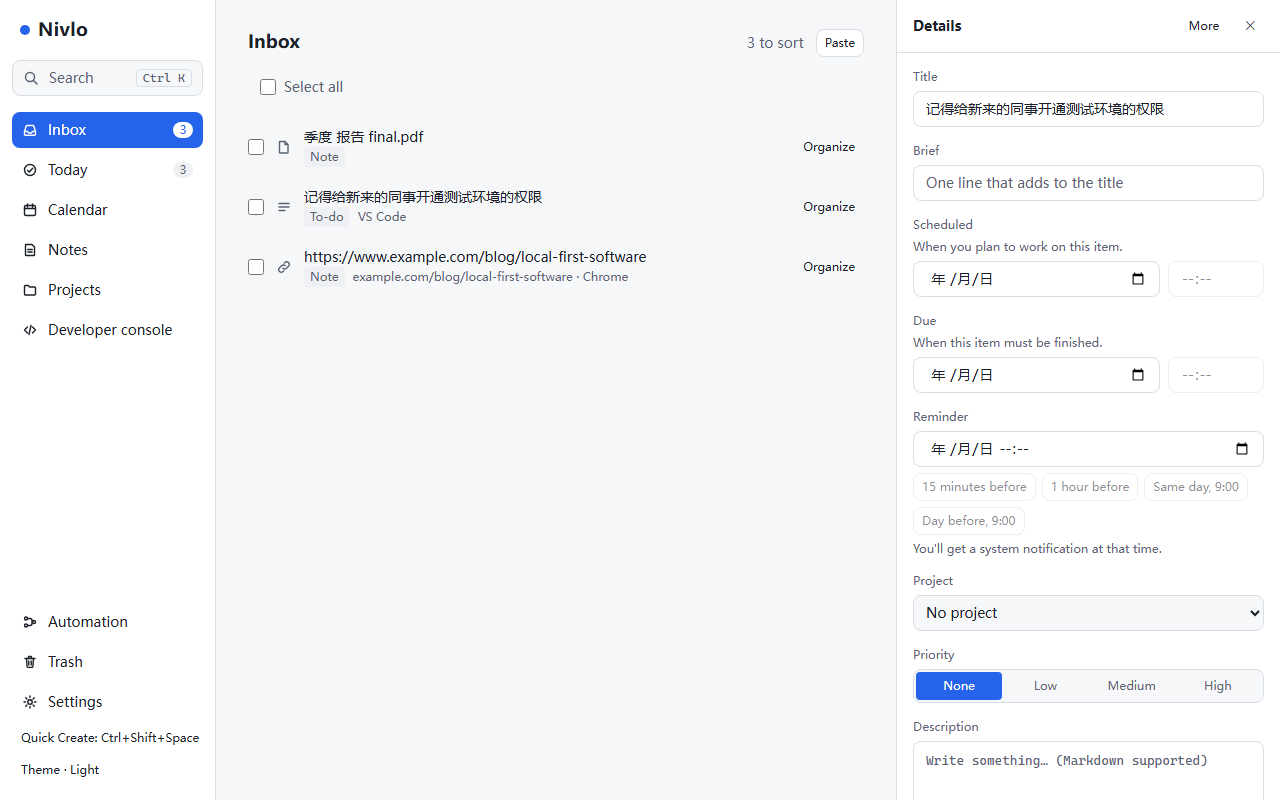 Nivlo
Search
Ctrl K
Inbox
3
Today
3
Calendar
Notes
Projects
Developer console
Automation
Trash
Settings
Quick Create: Ctrl+Shift+Space
Theme · Light
Inbox
3 to sort
Paste
Select all
季度 报告 final.pdf
Note
Organize
记得给新来的同事开通测试环境的权限
To-do
VS Code
Organize
https://www.example.com/blog/local-first-software
Note
example.com/blog/local-first-software · Chrome
Organize
Details
More
Title
记得给新来的同事开通测试环境的权限
Brief
One line that adds to the title
Scheduled
When you plan to work on this item.
年 /月/日
--:--
Due
When this item must be finished.
年 /月/日
--:--
Reminder
年 /月/日 --:--
15 minutes before
1 hour before
Same day, 9:00
Day before, 9:00
You'll get a system notification at that time.
Project
No project
Priority
None
Low
Medium
High
Description
Write something… (Markdown supported)